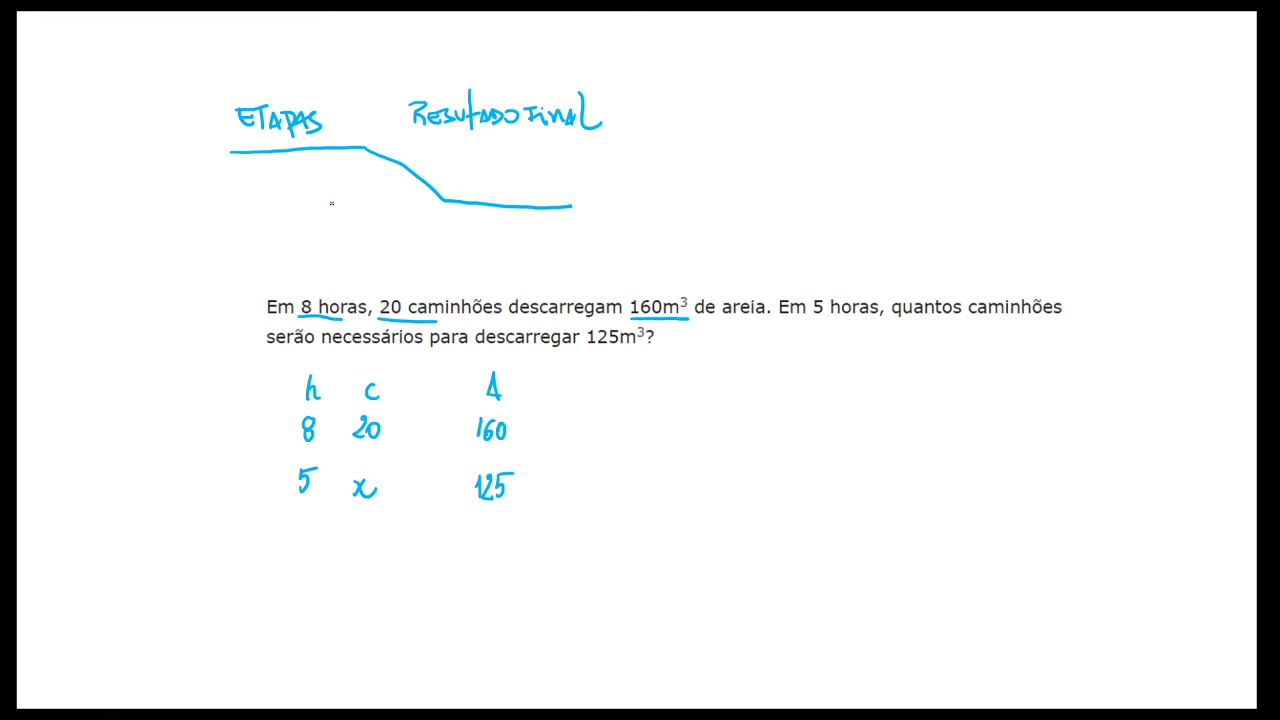 ETAPAS RESUTADO FINAL
Em 8 horas, 20 caminhões descarregam 160m³ de areia. Em 5 horas, quantos caminhões
serão necessários para descarregar 125m³?
h c A
8 20 160
5 x 125